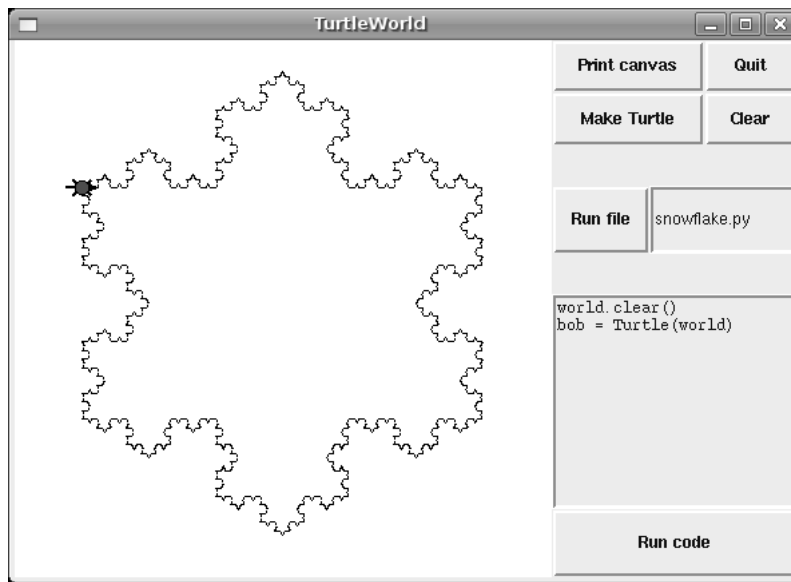 TurtleWorld
Print canvas
Quit
Make Turtle
Clear
Run file
snowflake.py
world.clear()
bob = Turtle(world)
Run code